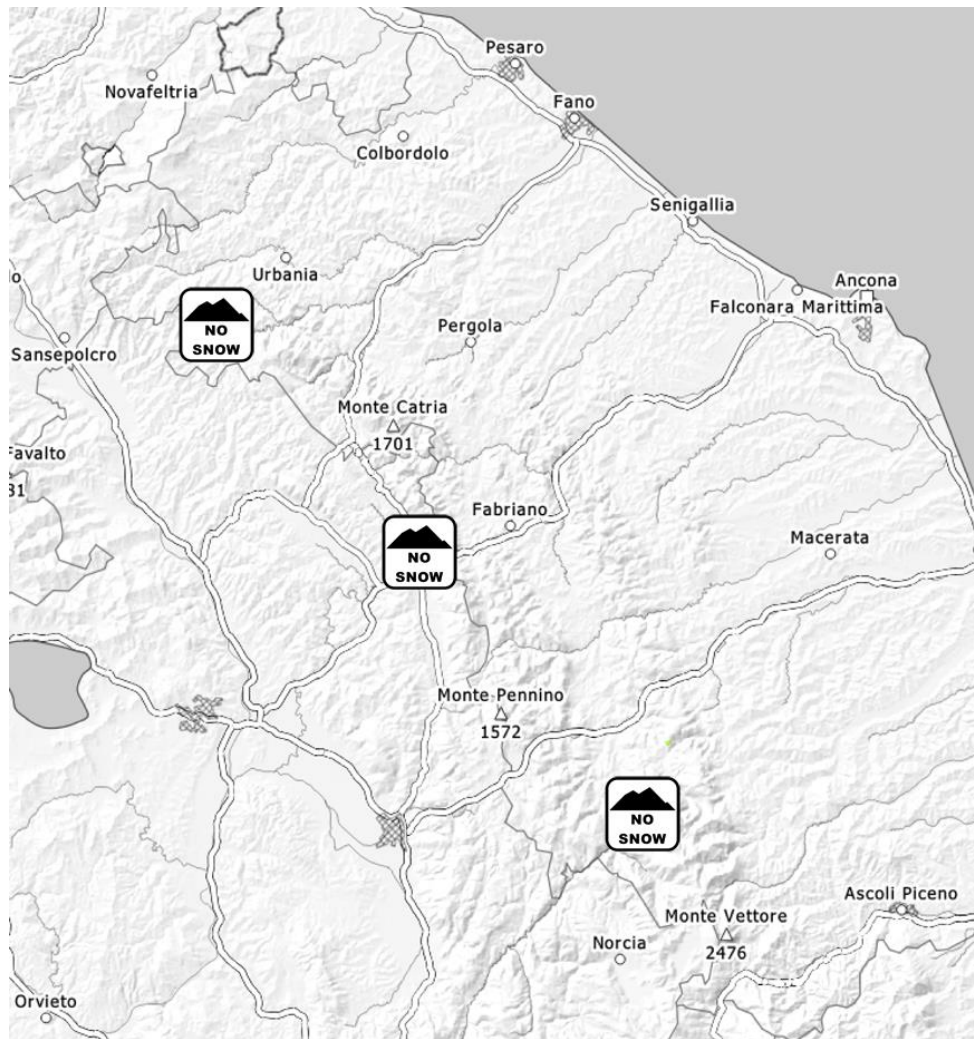 Pesaro
Novafeltria
Fano
Colbordolo
Senigallia
Urbania
Ancona
Falconara Marittima
NO
SNOW
Pergola
Sansepolcro
Monte Catria
1701
Favalto
Fabriano
NO
SNOW
Macerata
Monte Pennino
1572
NO
SNOW
Ascoli Piceno
Monte Vettore
2476
Norcia
Orvieto